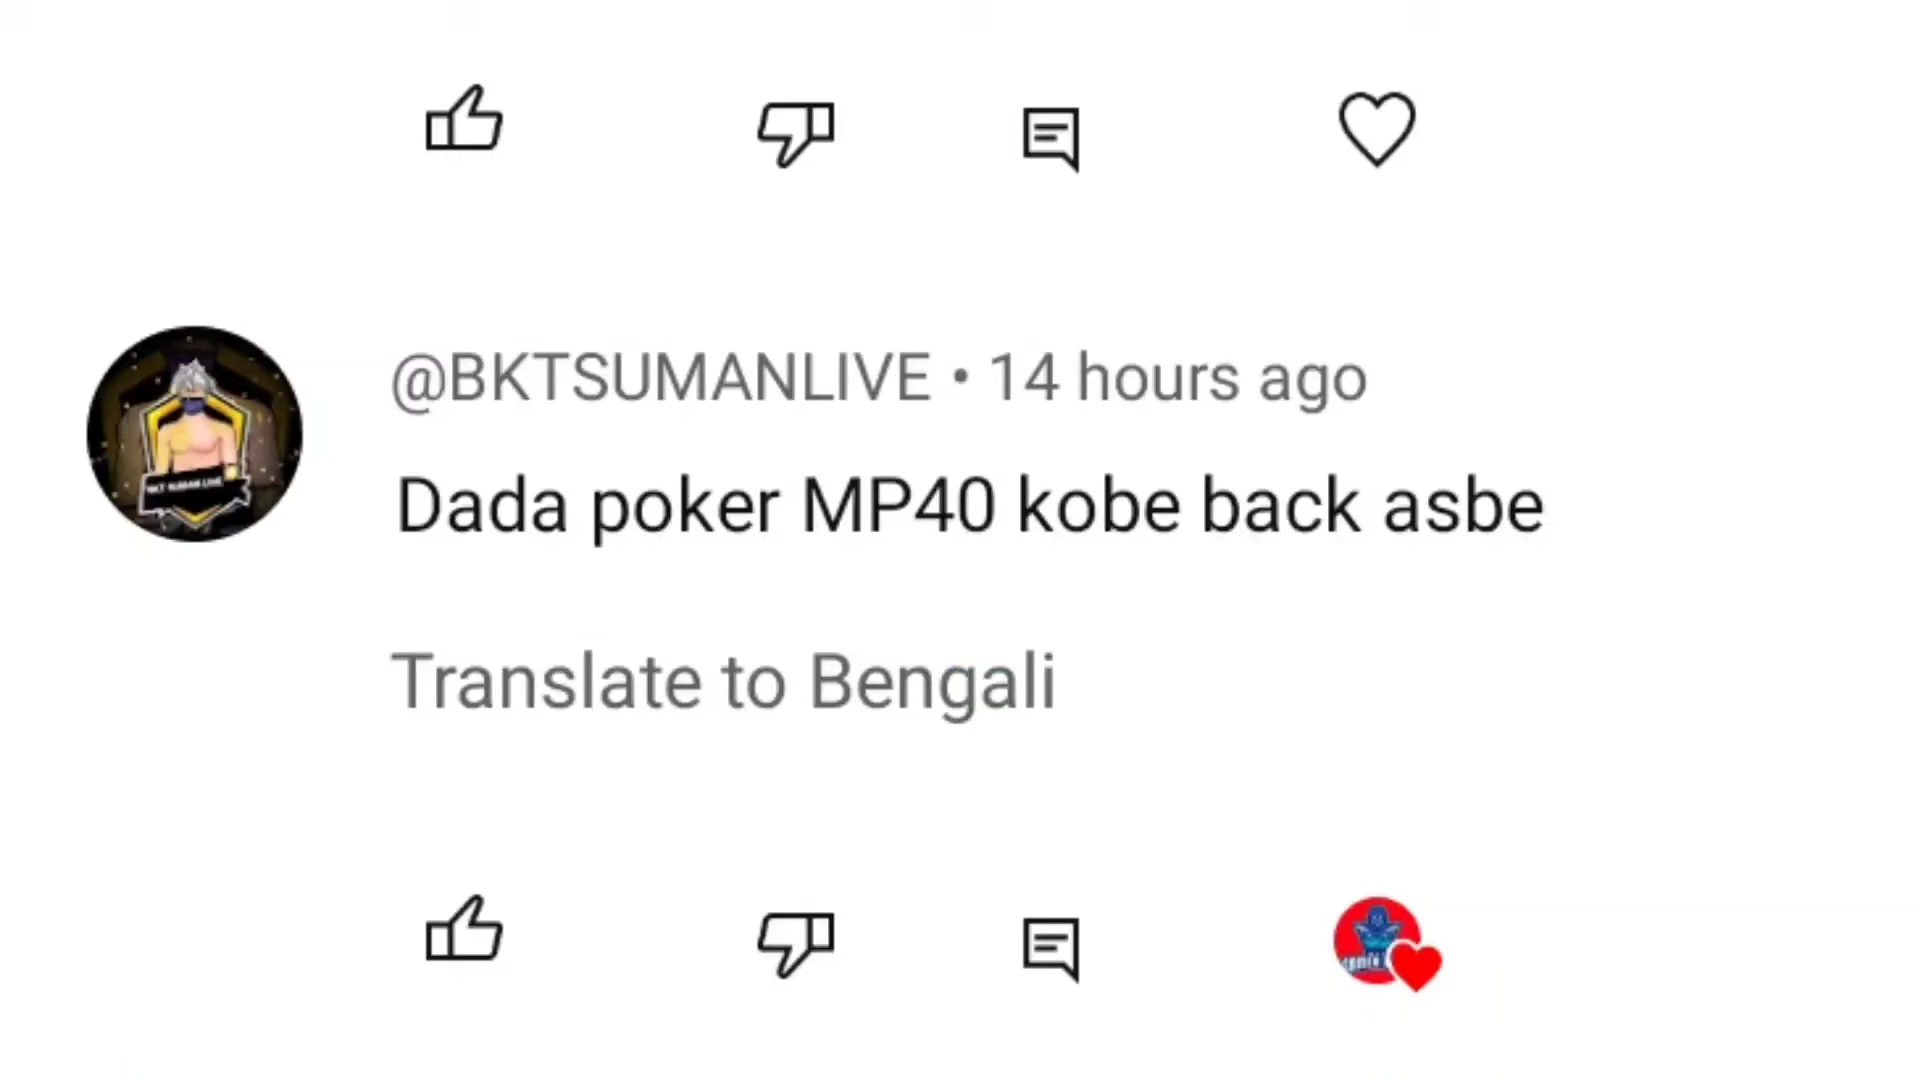 @BKTSUMANLIVE • 14 hours ago
Dada poker MP40 kobe back asbe
Translate to Bengali